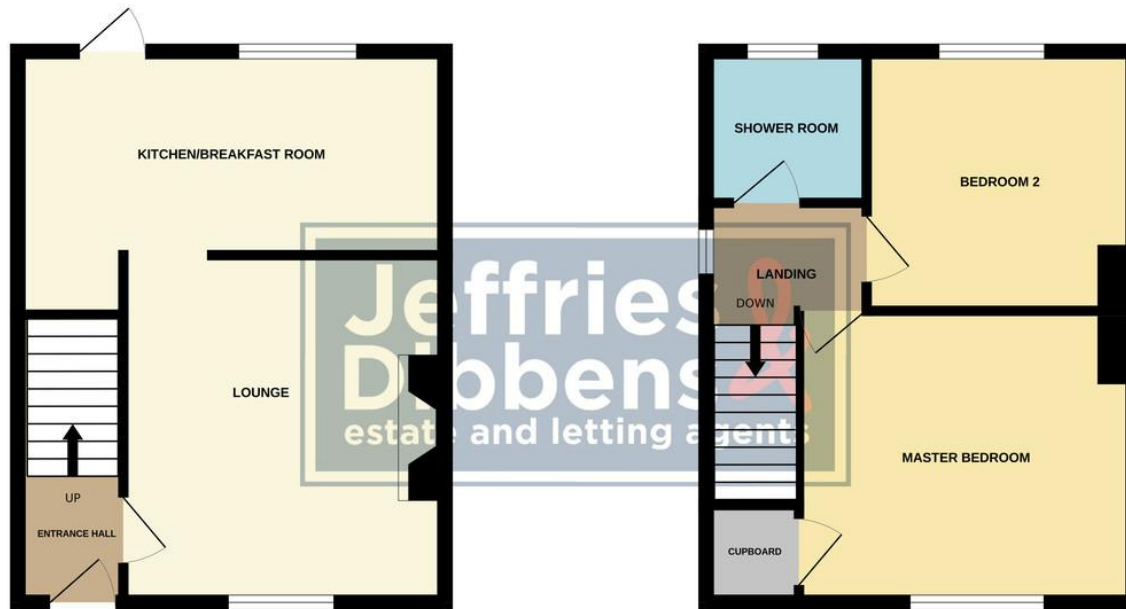 KITCHEN/BREAKFAST ROOM
LOUNGE
UP
ENTRANCE HALL
SHOWER ROOM
BEDROOM 2
LANDING
DOWN
MASTER BEDROOM
CUPBOARD
Jeffries &
Dibbens
estate and letting agents